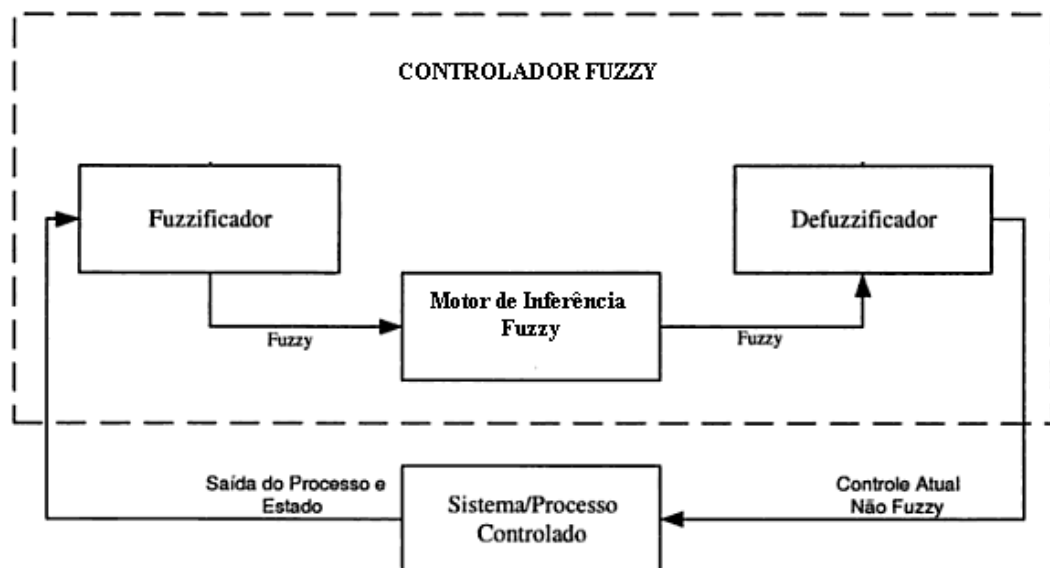 CONTROLADOR FUZZY
Fuzzificador
Defuzzificador
Motor de Inferência
Fuzzy
Fuzzy
Fuzzy
Saída do Processo e
Estado
Sistema/Processo
Controlado
Controle Atual
Não Fuzzy